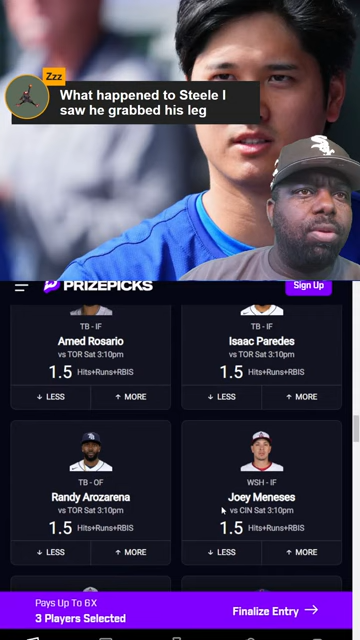 Zzz
What happened to Steele I
saw he grabbed his leg
PRIZEPICKS
Sign Up
TB - IF
Amed Rosario
vs TOR Sat 3:10pm
1.5 Hits+Runs+RBIS
↓ LESS ↑ MORE
TB - IF
Isaac Paredes
vs TOR Sat 3:10pm
1.5 Hits+Runs+RBIS
↓ LESS ↑ MORE
TB - OF
Randy Arozarena
vs TOR Sat 3:10pm
1.5 Hits+Runs+RBIS
↓ LESS ↑ MORE
WSH - IF
Joey Meneses
vs CIN Sat 3:10pm
1.5 Hits+Runs+RBIS
↓ LESS ↑ MORE
Pays Up To 6X
3 Players Selected
Finalize Entry →